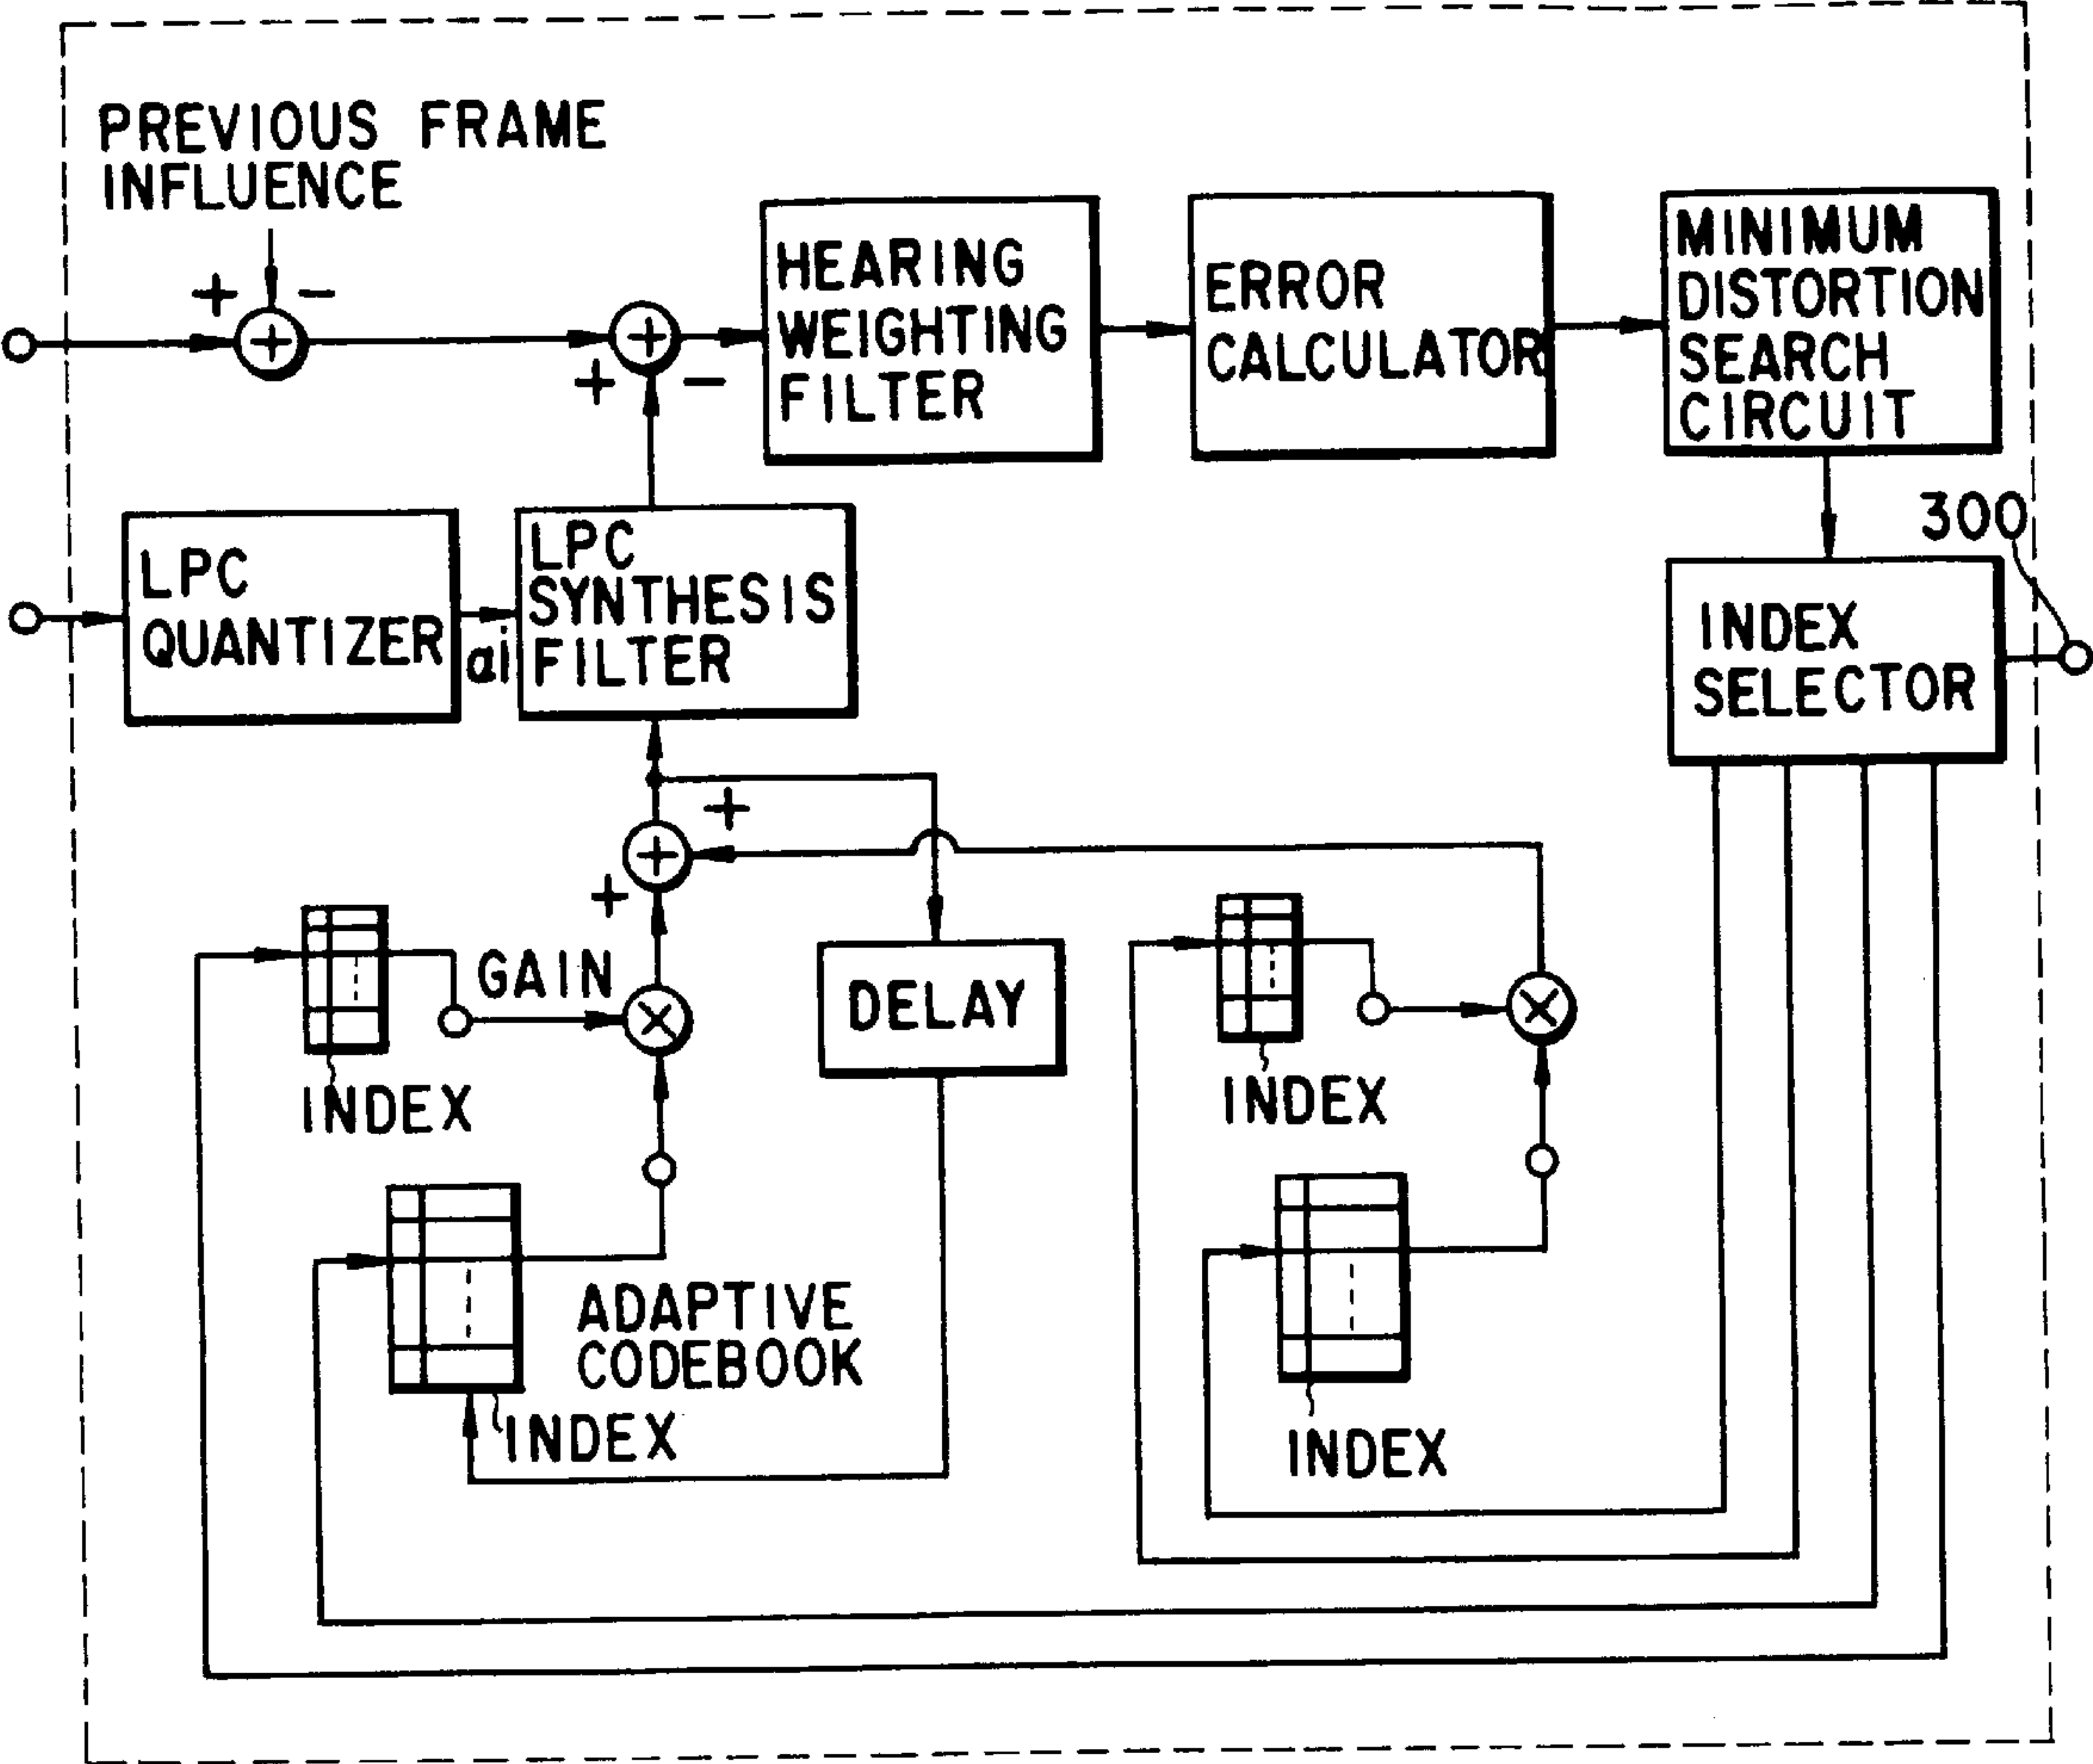 PREVIOUS FRAME
INFLUENCE
+ −
+
+ −
HEARING
WEIGHTING
FILTER
ERROR
CALCULATOR
MINIMUM
DISTORTION
SEARCH
CIRCUIT
300
LPC
QUANTIZER
ai
LPC
SYNTHESIS
FILTER
INDEX
SELECTOR
+
+
+
GAIN
×
DELAY
×
INDEX
INDEX
ADAPTIVE
CODEBOOK
INDEX
INDEX